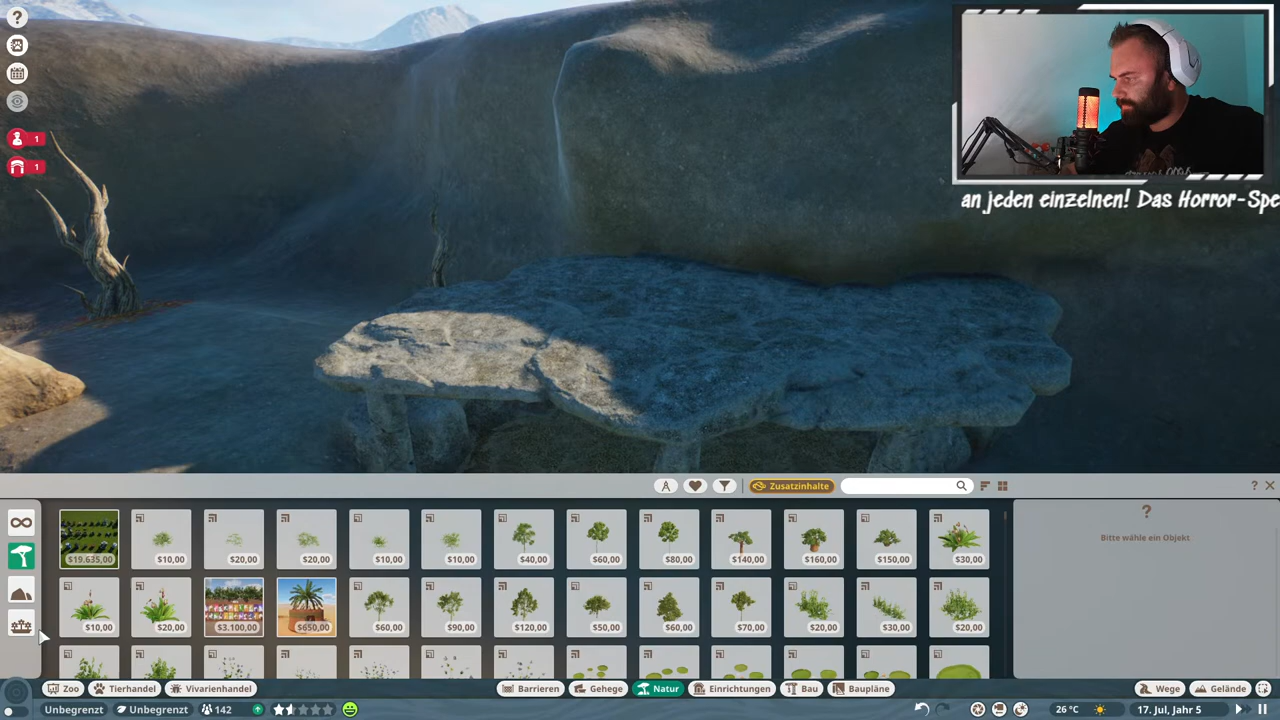 1
1
an jeden einzelnen! Das Horror-Spe
Zusatzinhalte
?
$19.635,00
$10,00
$20,00
$20,00
$10,00
$10,00
$40,00
$60,00
$80,00
$140,00
$160,00
$150,00
$30,00
?
Bitte wähle ein Objekt
$10,00
$20,00
$3.100,00
$650,00
$60,00
$90,00
$120,00
$50,00
$60,00
$70,00
$20,00
$30,00
$20,00
Zoo
Tierhandel
Vivarienhandel
Barrieren
Gehege
Natur
Einrichtungen
Bau
Baupläne
Wege
Gelände
Unbegrenzt
Unbegrenzt
142
26 °C
17. Jul, Jahr 5